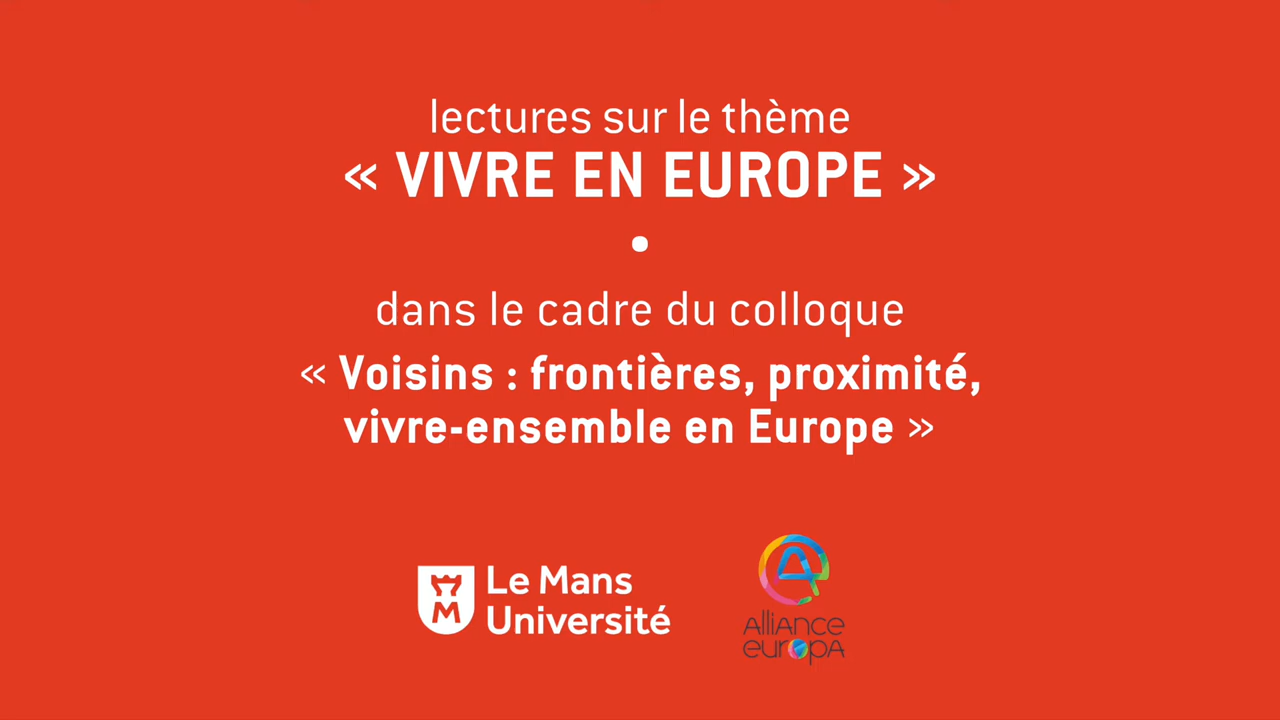 lectures sur le thème
« VIVRE EN EUROPE »
•
dans le cadre du colloque
« Voisins : frontières, proximité,
vivre-ensemble en Europe »
Le Mans
Université
AlliAnce
europA